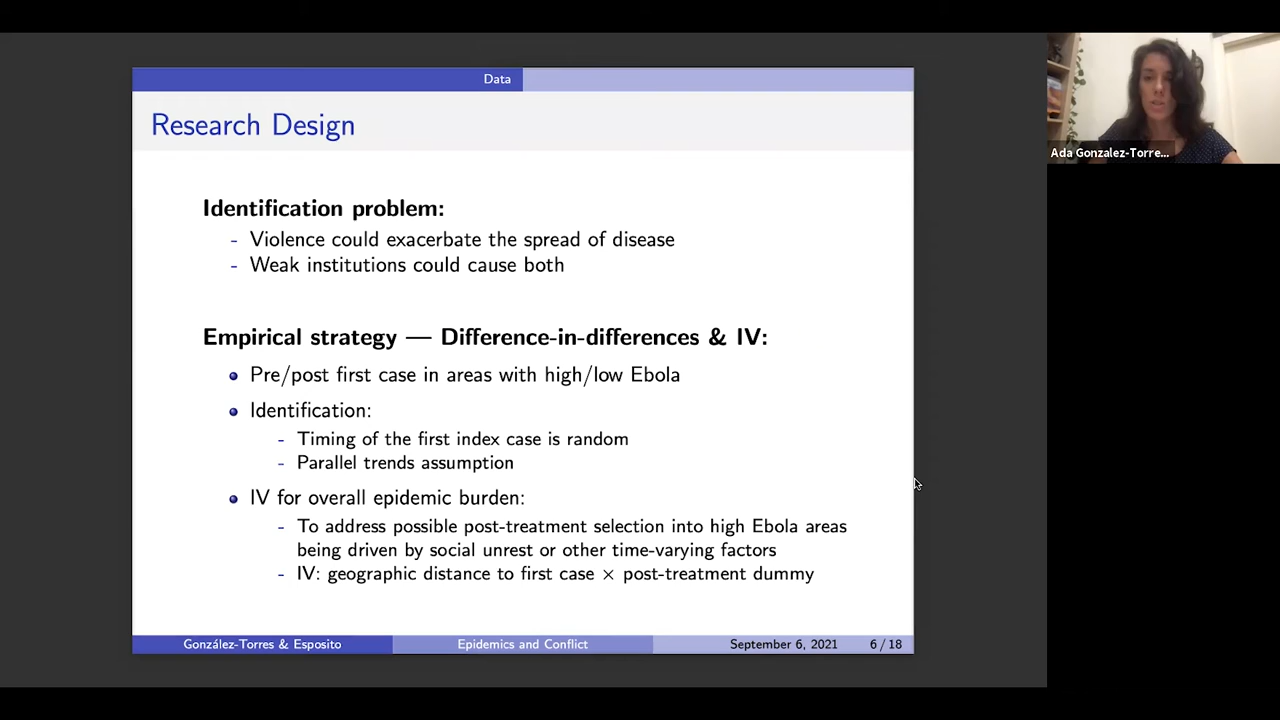 Data
Research Design
Identification problem:
- Violence could exacerbate the spread of disease
- Weak institutions could cause both
Empirical strategy — Difference-in-differences & IV:
Pre/post first case in areas with high/low Ebola
Identification:
- Timing of the first index case is random
- Parallel trends assumption
IV for overall epidemic burden:
- To address possible post-treatment selection into high Ebola areas
being driven by social unrest or other time-varying factors
- IV: geographic distance to first case × post-treatment dummy
González-Torres & Esposito
Epidemics and Conflict
September 6, 2021
6 / 18
Ada Gonzalez-Torre...